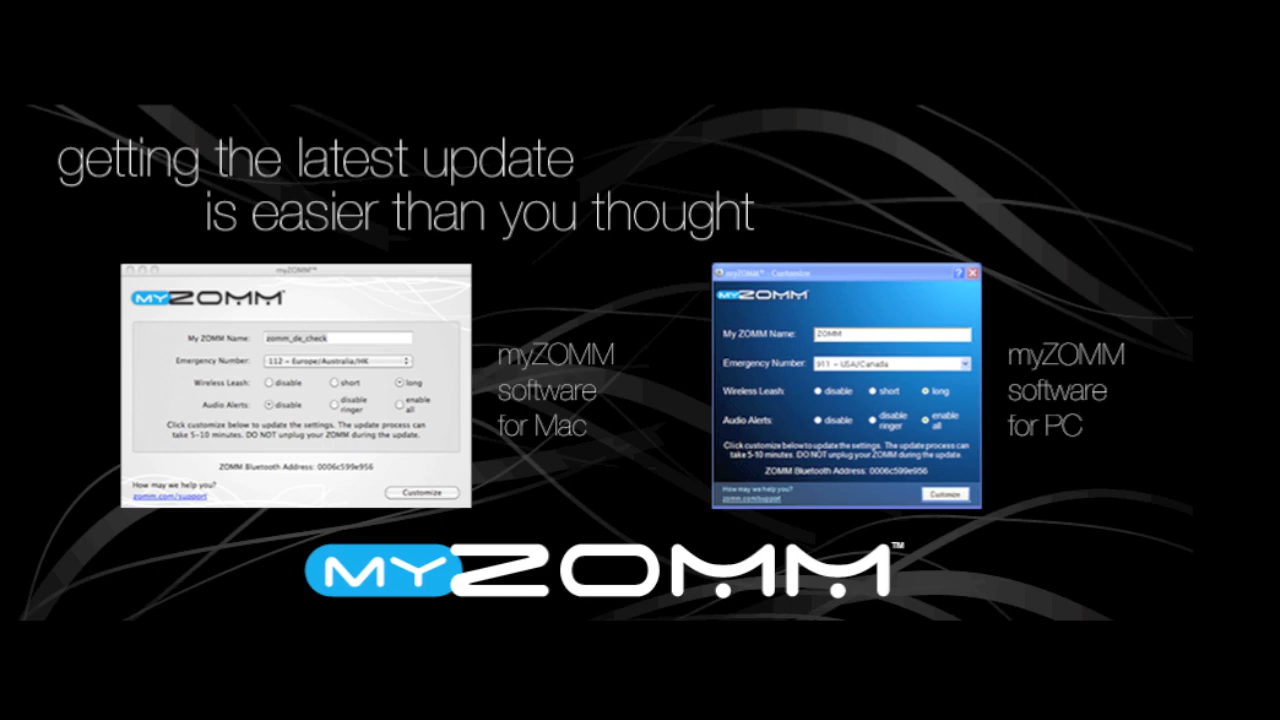 getting the latest update
is easier than you thought
myZOMM™
MYZOMM
My ZOMM Name: zomm_de_check
Emergency Number: 112 - Europe/Australia/HK
Wireless Leash: disable short long
Audio Alerts: disable disable ringer enable all
Click customize below to update the settings. The update process can
take 5-10 minutes. DO NOT unplug your ZOMM during the update.
ZOMM Bluetooth Address: 0006c599e956
How may we help you?
zomm.com/support
Customize
myZOMM
software
for Mac
myZOMM™ - Customize
MYZOMM
My ZOMM Name: ZOMM
Emergency Number: 911 - USA/Canada
Wireless Leash: disable short long
Audio Alerts: disable disable ringer enable all
Click customize below to update the settings. The update process can
take 5-10 minutes. DO NOT unplug your ZOMM during the update.
ZOMM Bluetooth Address: 0006c599e956
How may we help you?
zomm.com/support
Customize
myZOMM
software
for PC
MYZOMM™